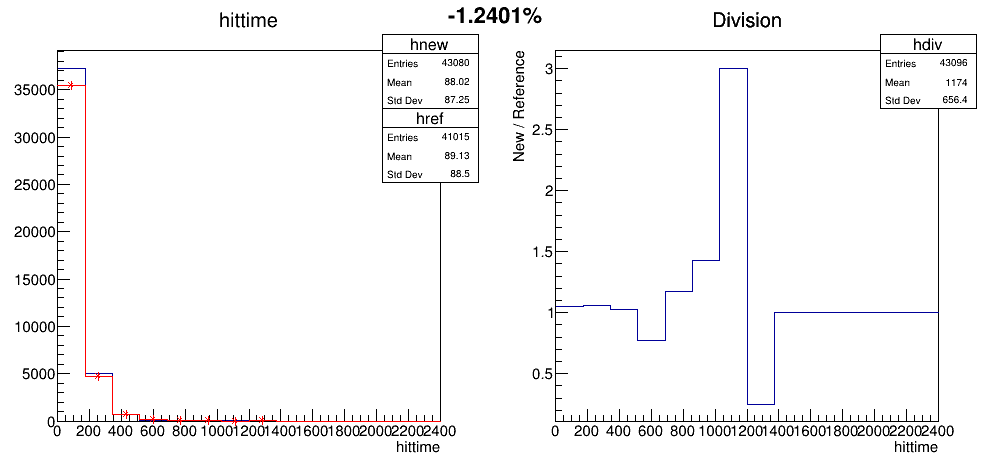 -1.2401%
hittime
hnew
Entries 43080
Mean 88.02
Std Dev 87.25
href
Entries 41015
Mean 89.13
Std Dev 88.5
35000
30000
25000
20000
15000
10000
5000
0
0 200 400 600 800 1000 1200 1400 1600 1800 2000 2200 2400
hittime
Division
hdiv
Entries 43096
Mean 1174
Std Dev 656.4
New / Reference
3
2.5
2
1.5
1
0.5
0 200 400 600 800 1000 1200 1400 1600 1800 2000 2200 2400
hittime